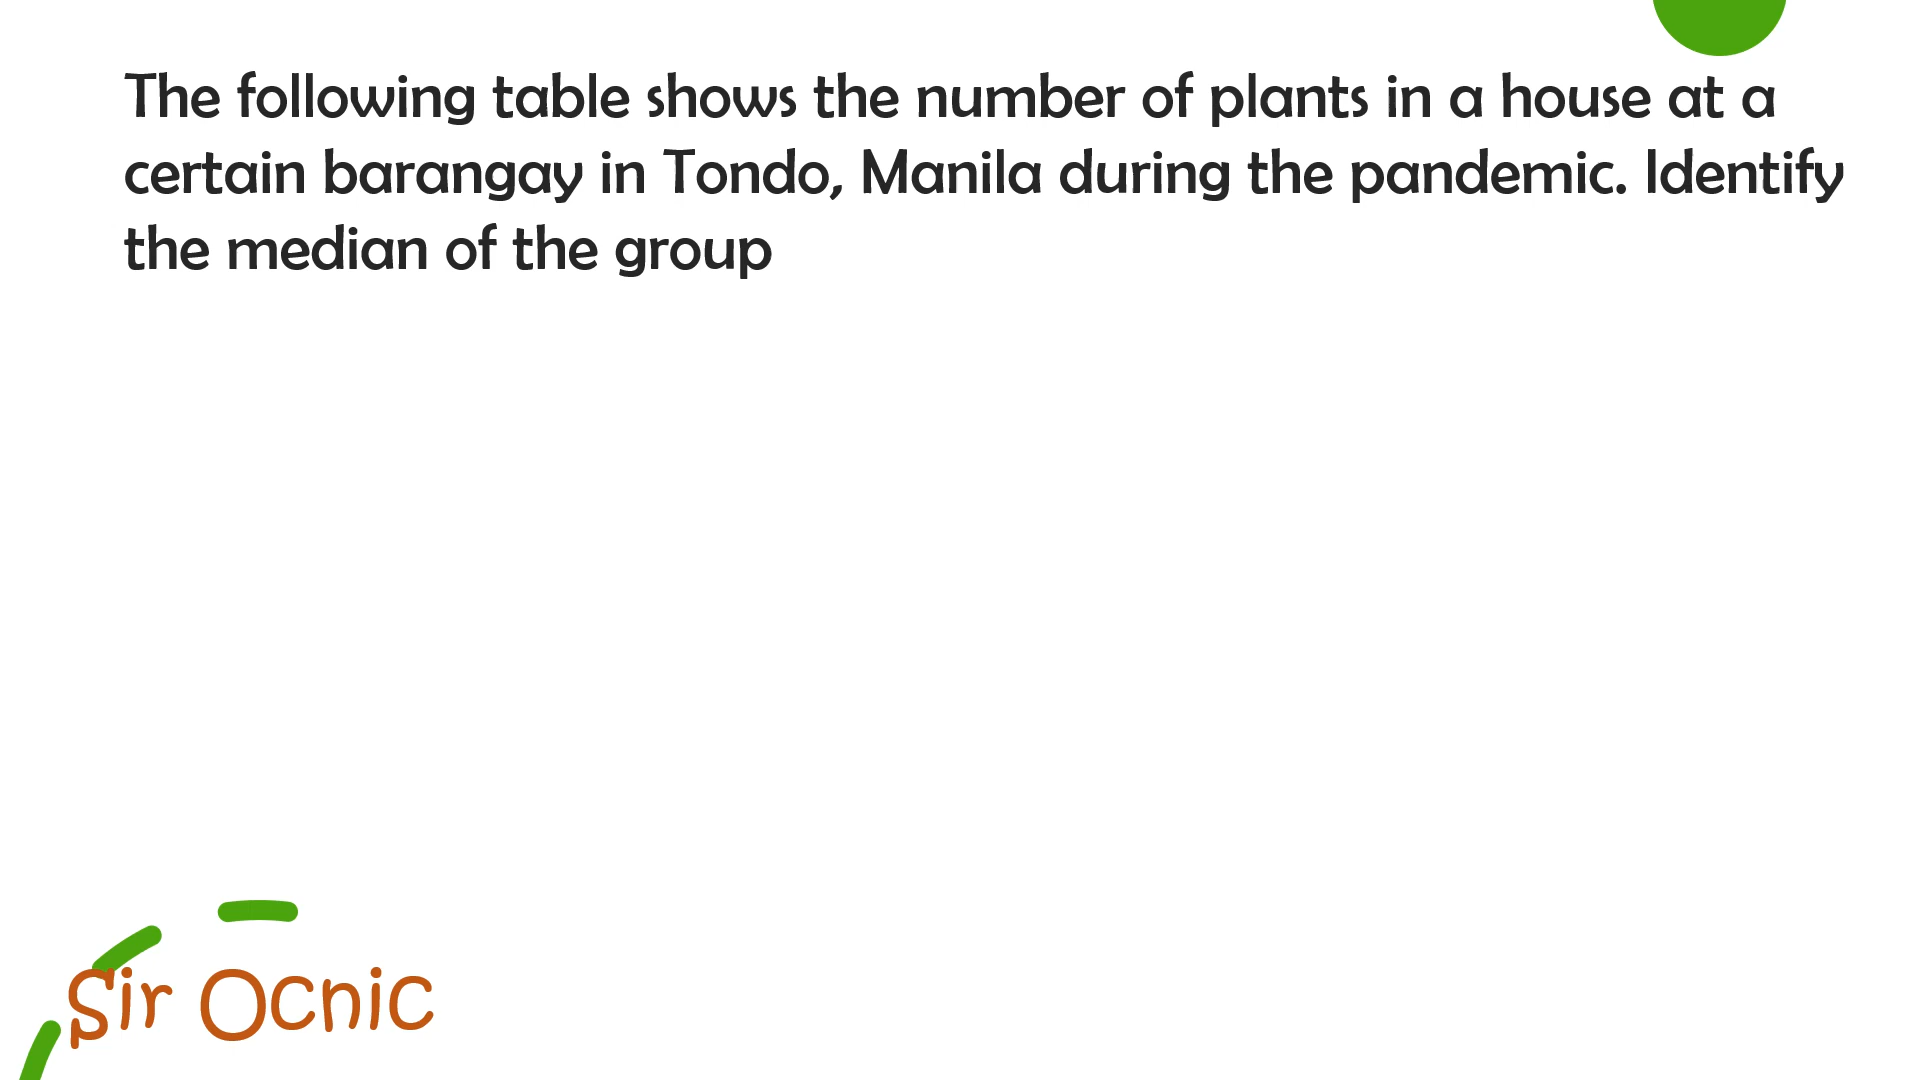 The following table shows the number of plants in a house at a
certain barangay in Tondo, Manila during the pandemic. Identify
the median of the group
Sir Ocnic